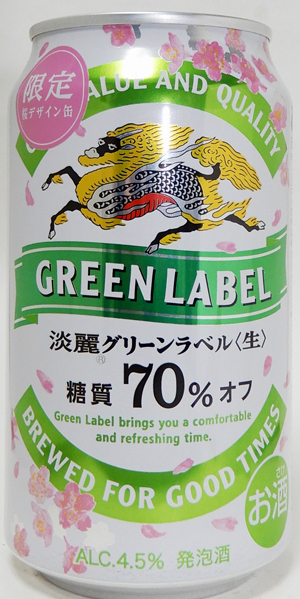 限定
桜デザイン缶
VALUE AND QUALITY
GREEN LABEL
淡麗グリーンラベル〈生〉
®
糖質70%オフ
Green Label brings you a comfortable
and refreshing time.
BREWED FOR GOOD TIMES
お酒
ALC.4.5% 発泡酒